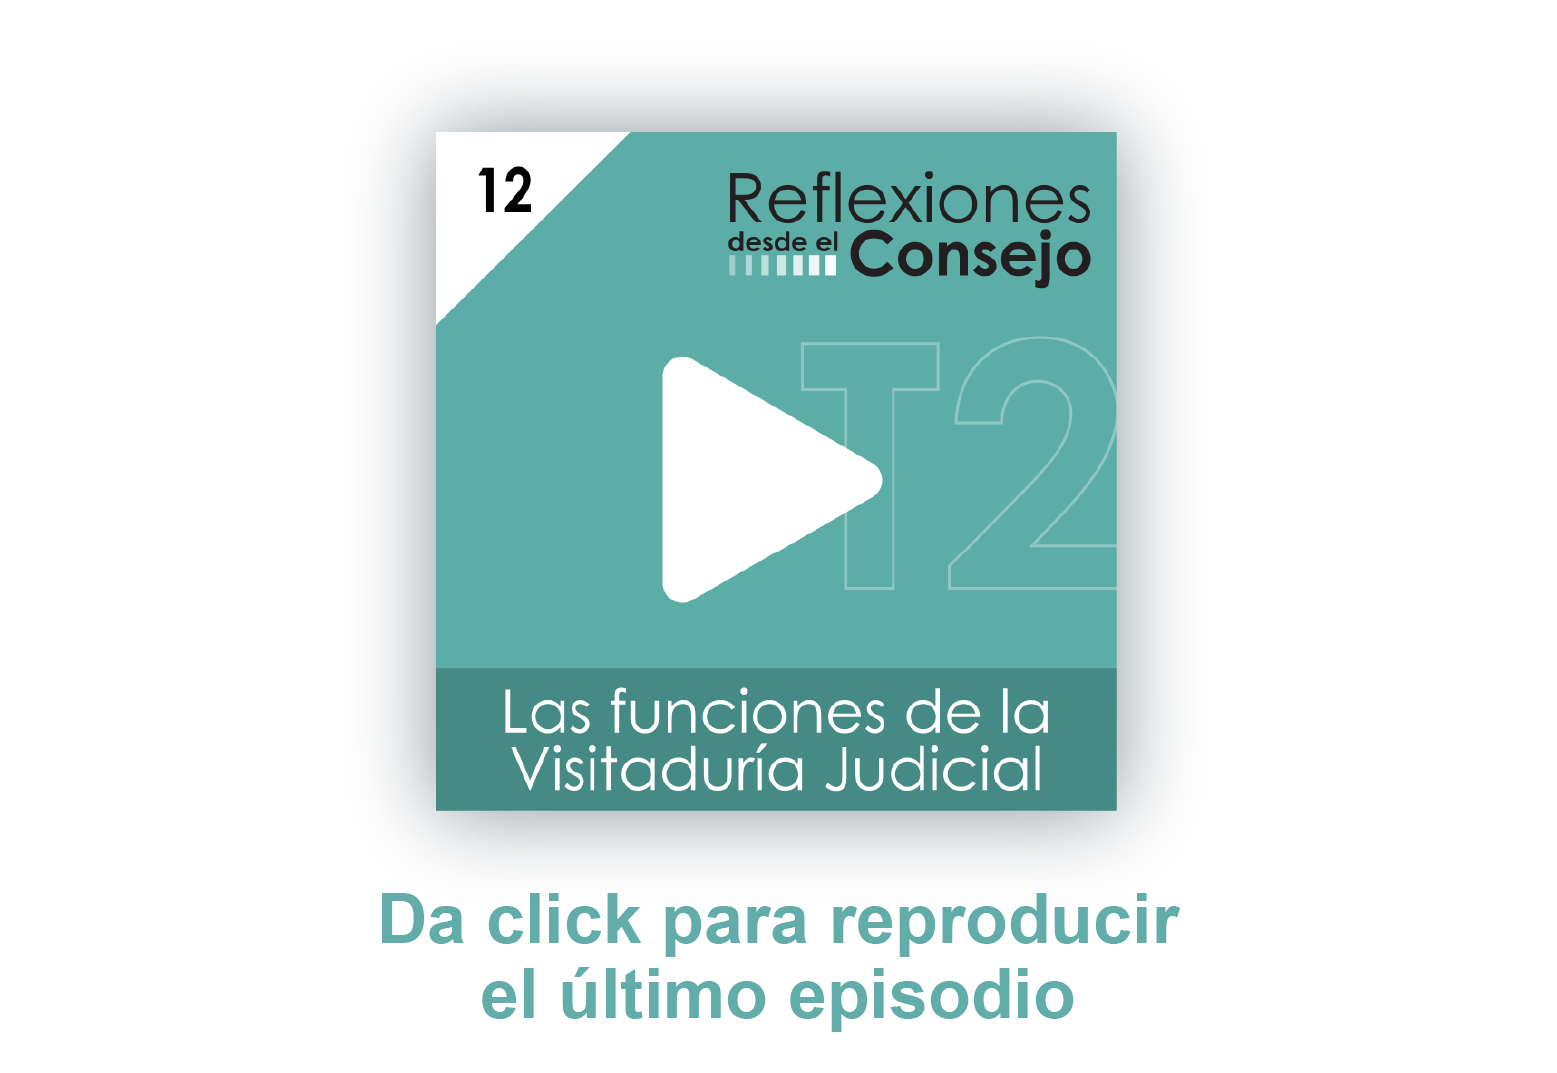 12
Reflexiones
desde el Consejo
T2
Las funciones de la
Visitaduría Judicial
Da click para reproducir
el último episodio